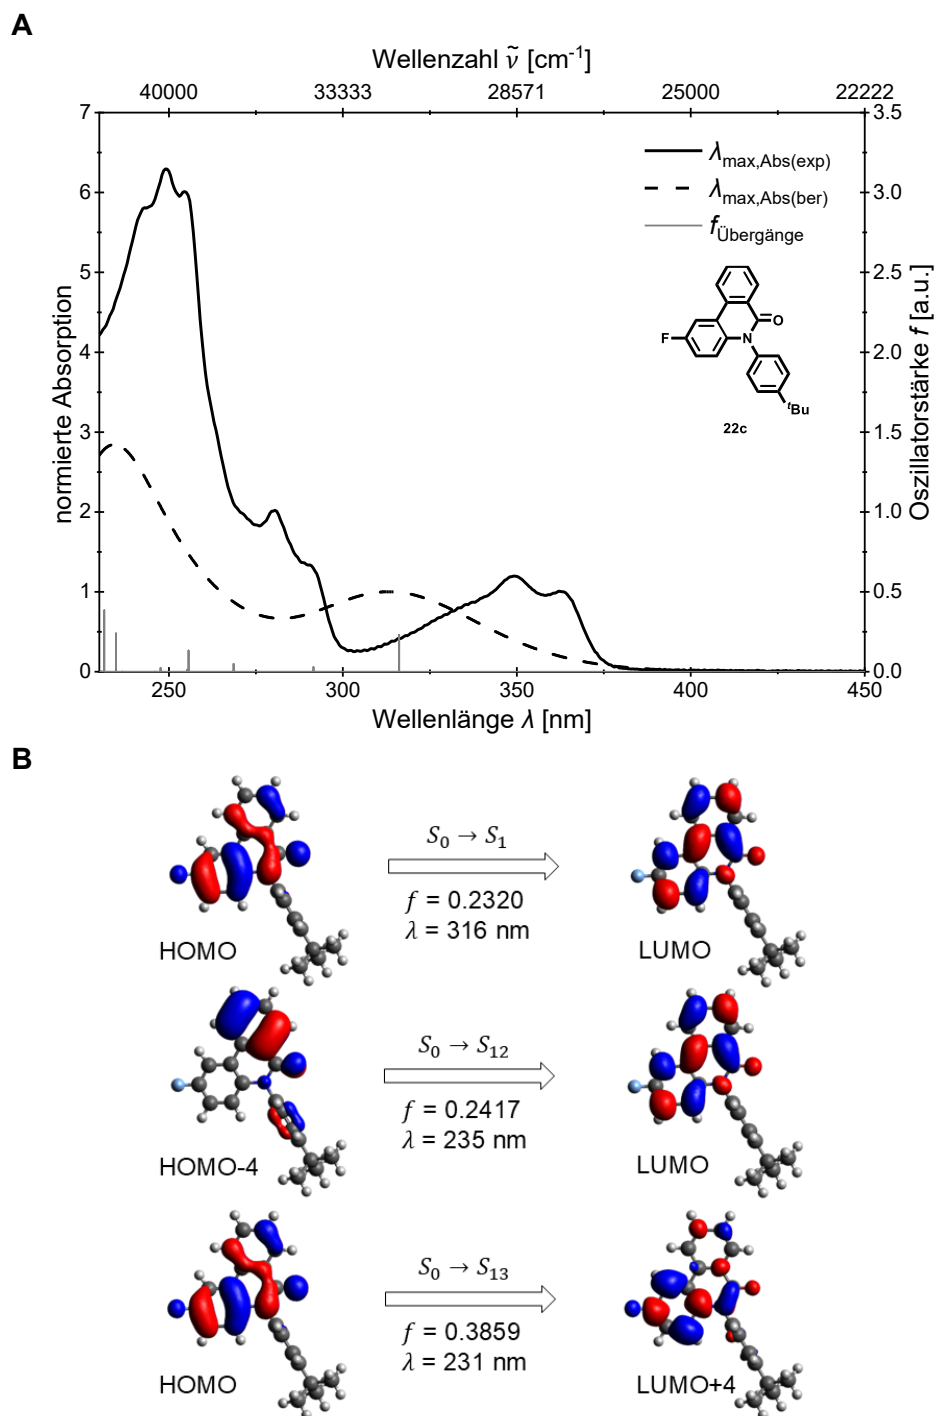 A
Wellenzahl ṽ [cm⁻¹]
40000 33333 28571 25000 22222
7 3.5
6 3.0
5 2.5
4 2.0
3 1.5
2 1.0
1 0.5
0 0.0
normierte Absorption
Oszillatorstärke f [a.u.]
λmax,Abs(exp)
λmax,Abs(ber)
fÜbergänge
O
F N
ᵗBu
22c
250 300 350 400 450
Wellenlänge λ [nm]
B
S₀ → S₁
f = 0.2320
λ = 316 nm
HOMO LUMO
S₀ → S₁₂
f = 0.2417
λ = 235 nm
HOMO-4 LUMO
S₀ → S₁₃
f = 0.3859
λ = 231 nm
HOMO LUMO+4